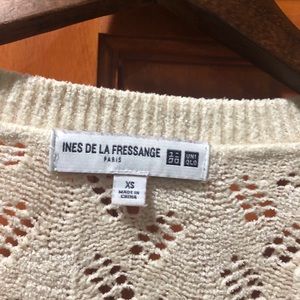 INES DE LA FRESSANGE
PARIS
UNI
QLO
XS
MADE IN
CHINA